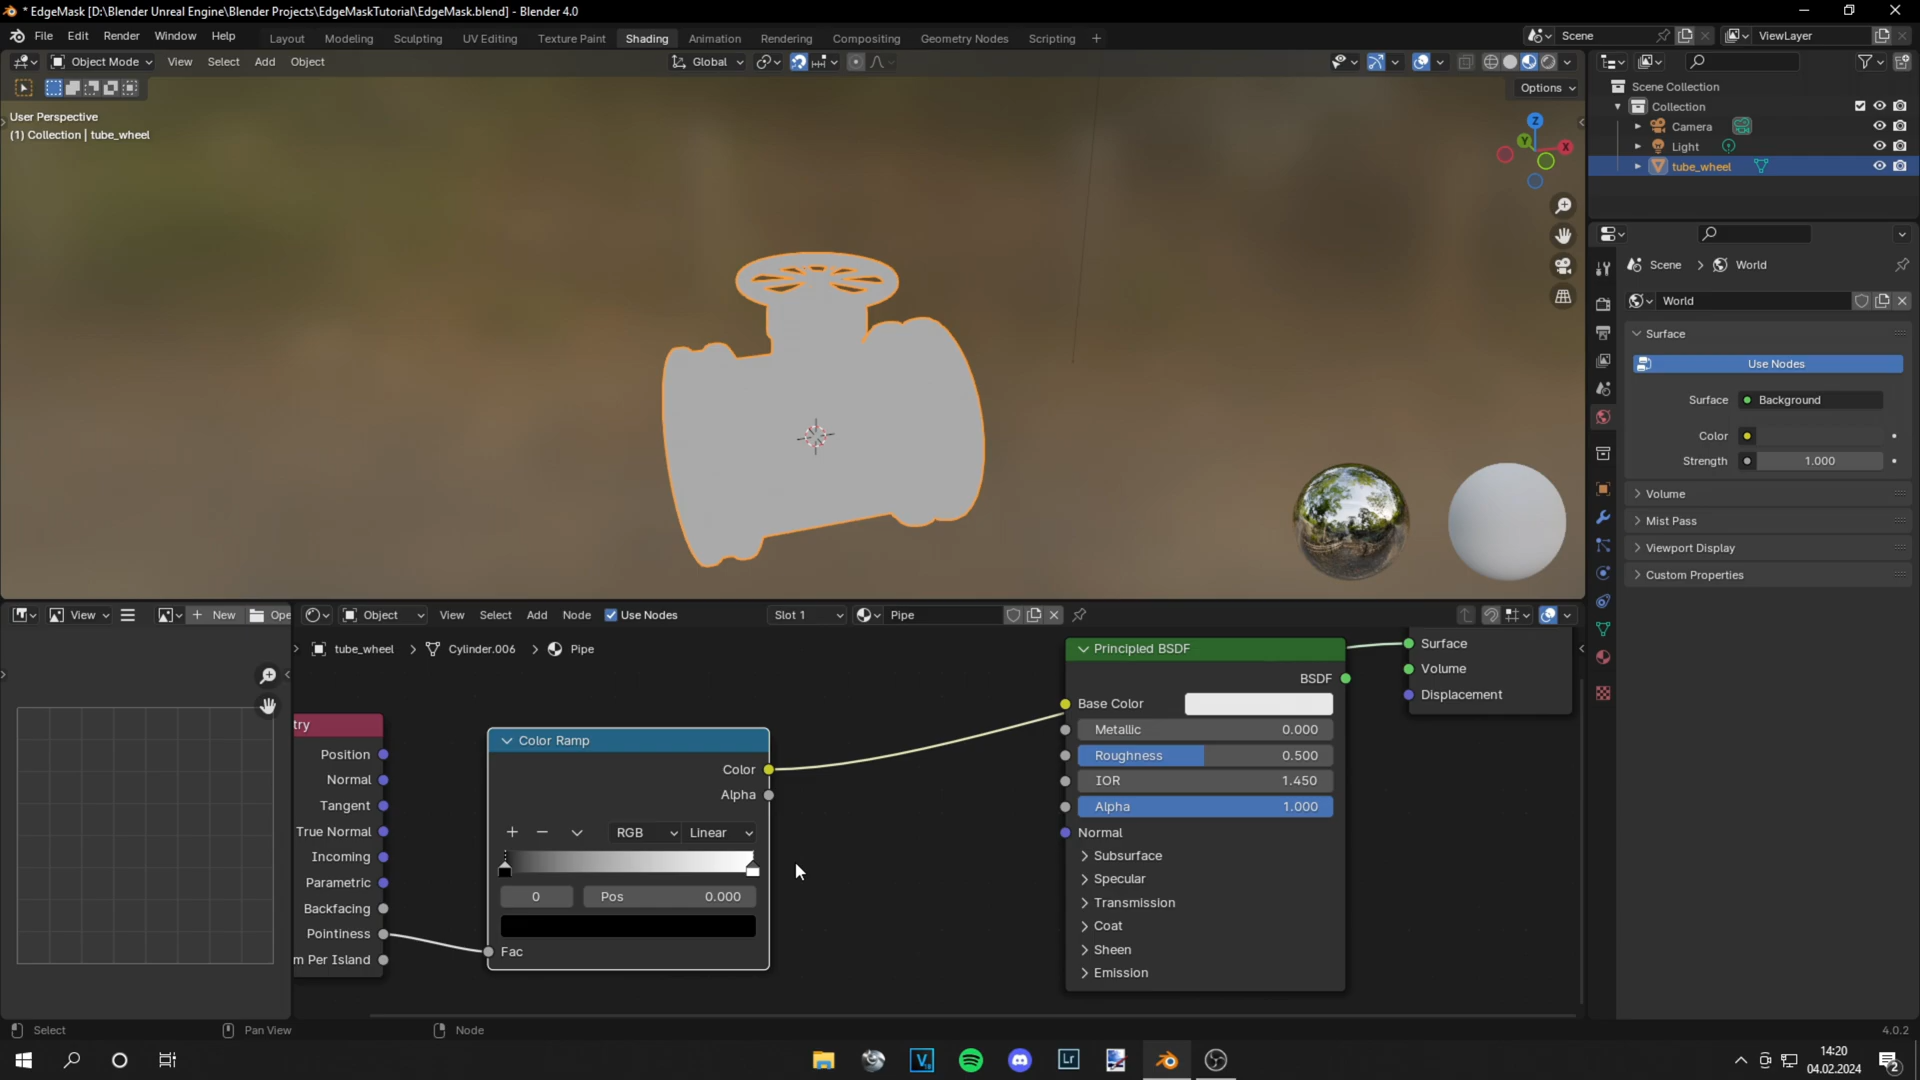 * EdgeMask [D:\Blender Unreal Engine\Blender Projects\EdgeMaskTutorial\EdgeMask.blend] - Blender 4.0
File Edit Render Window Help
Layout Modeling Sculpting UV Editing Texture Paint Shading Animation Rendering Compositing Geometry Nodes Scripting +
Scene
ViewLayer
Object Mode View Select Add Object
Global
Options
User Perspective
(1) Collection | tube_wheel
Z
Y
X
Scene Collection
Collection
Camera
Light
tube_wheel
Scene > World
World
Surface
Use Nodes
Surface Background
Color
Strength 1.000
Volume
Mist Pass
Viewport Display
Custom Properties
View New Ope
Object View Select Add Node Use Nodes Slot 1 Pipe
tube_wheel > Cylinder.006 > Pipe
try
Position
Normal
Tangent
True Normal
Incoming
Parametric
Backfacing
Pointiness
m Per Island
Color Ramp
Color
Alpha
RGB Linear
0 Pos 0.000
Fac
Principled BSDF
BSDF
Base Color
Metallic 0.000
Roughness 0.500
IOR 1.450
Alpha 1.000
Normal
Subsurface
Specular
Transmission
Coat
Sheen
Emission
Surface
Volume
Displacement
Select Pan View Node 4.0.2
Lr
14:20
04.02.2024
2